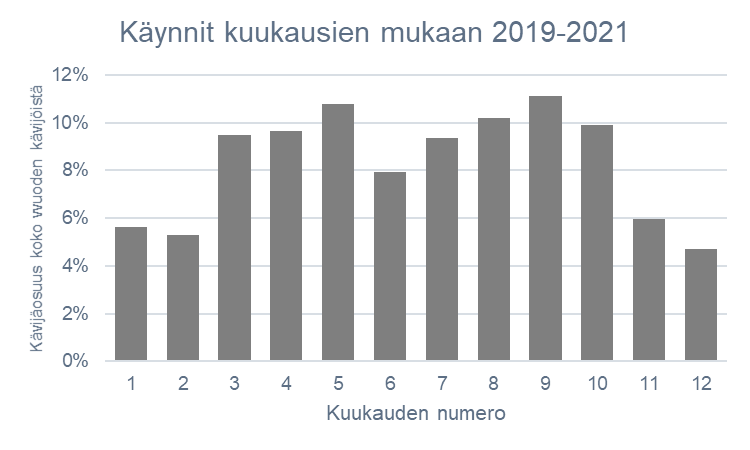 Käynnit kuukausien mukaan 2019-2021
Kävijäosuus koko vuoden kävijöistä
12%
10%
8%
6%
4%
2%
0%
1 2 3 4 5 6 7 8 9 10 11 12
Kuukauden numero